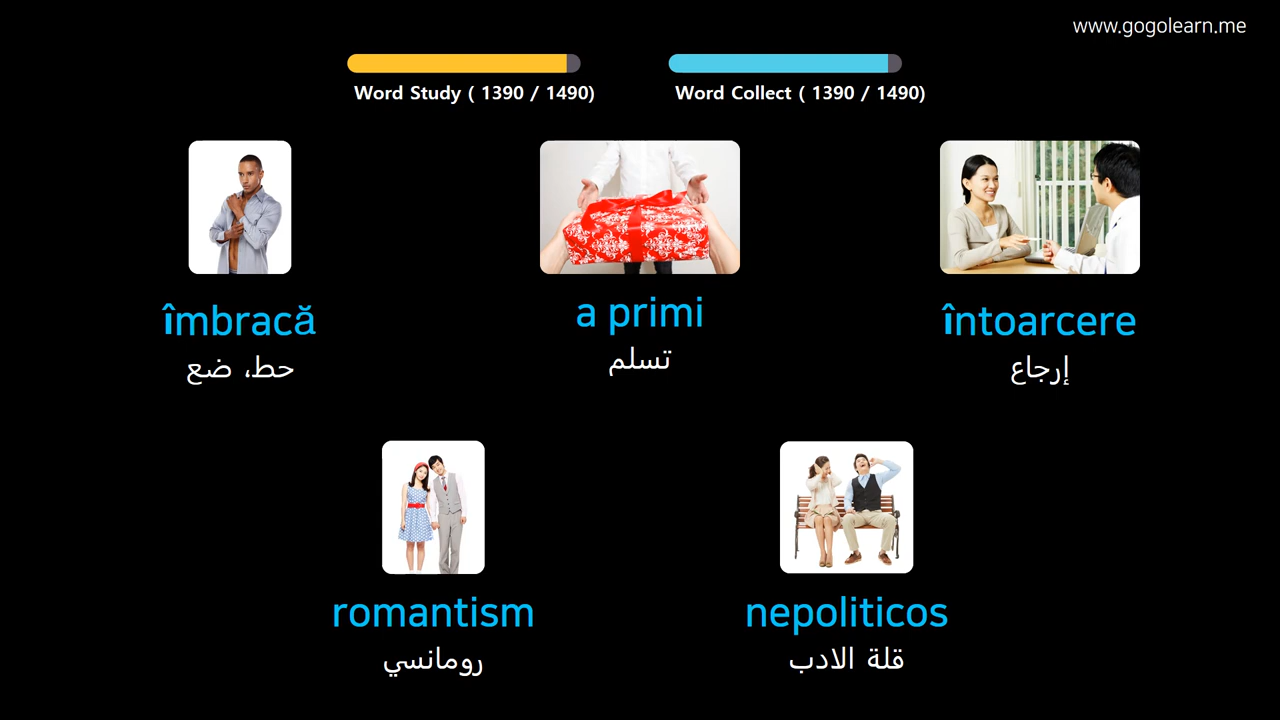 www.gogolearn.me
Word Study ( 1390 / 1490)
Word Collect ( 1390 / 1490)
îmbracă
حط، ضع
a primi
تسلم
întoarcere
إرجاع
romantism
رومانسي
nepoliticos
قلة الادب